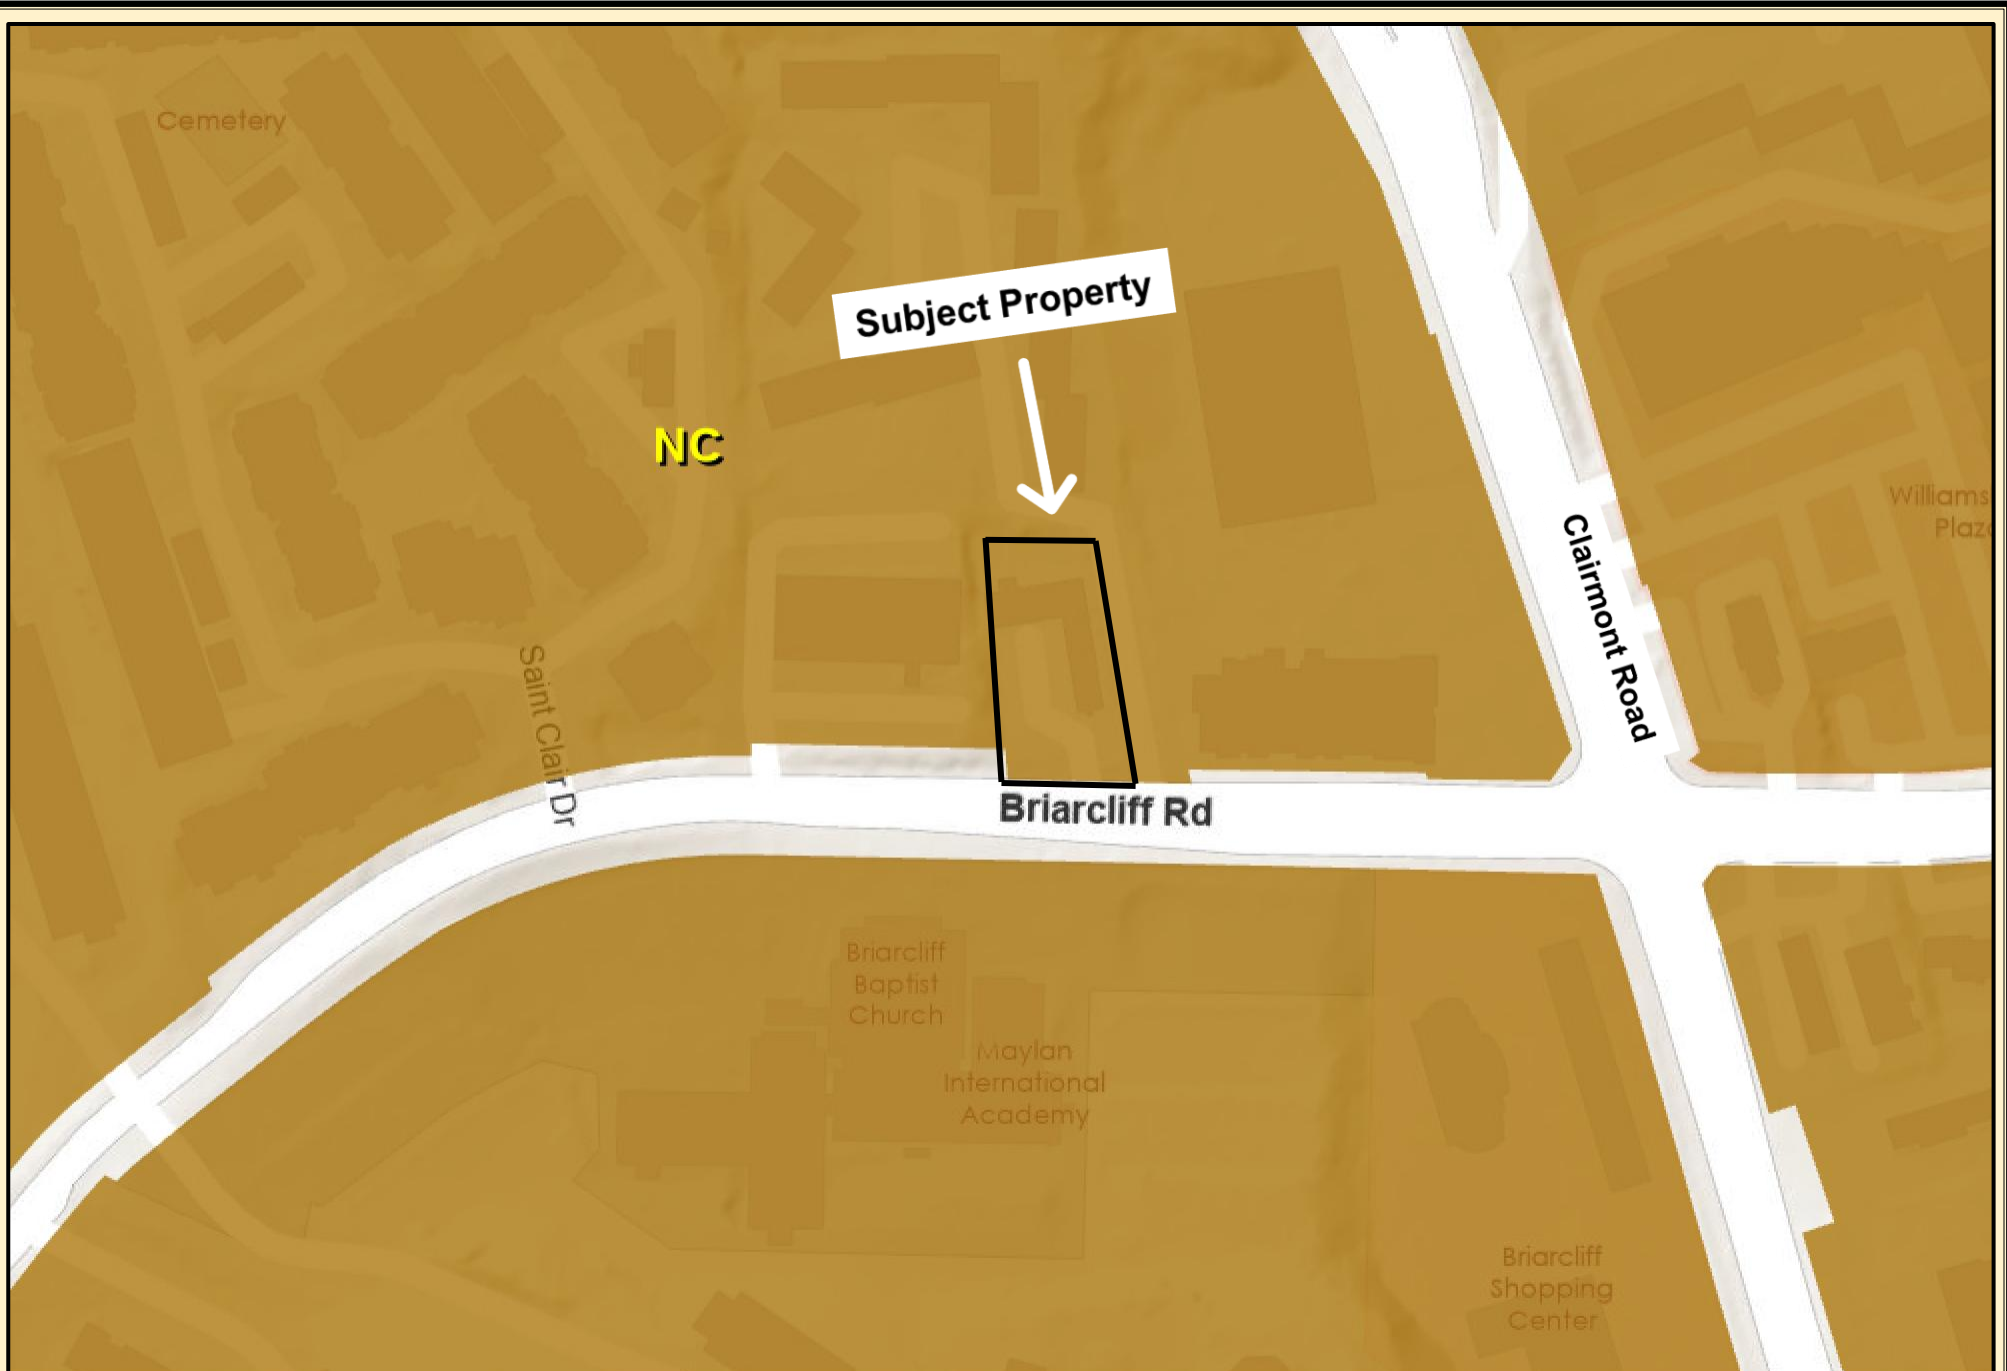 Cemetery
Subject Property
NC
Williams
Plaz
Clairmont Road
Saint Clair Dr
Briarcliff Rd
Briarcliff
Baptist
Church
Maylan
International
Academy
Briarcliff
Shopping
Center